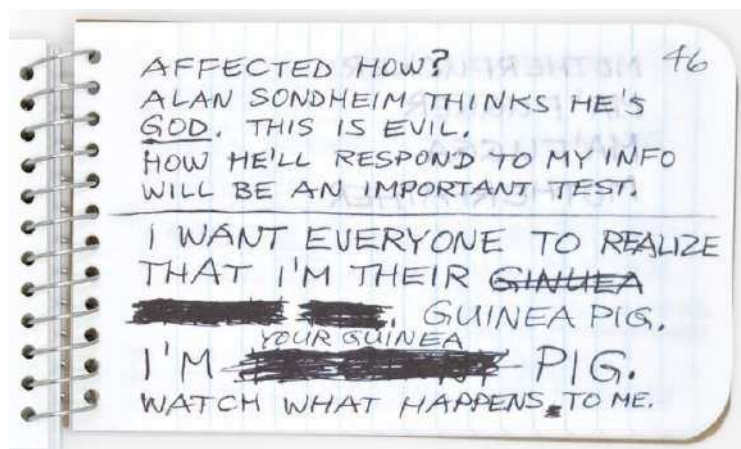 46
AFFECTED HOW?
ALAN SONDHEIM THINKS HE'S
GOD. THIS IS EVIL.
HOW HE'LL RESPOND TO MY INFO
WILL BE AN IMPORTANT TEST.
I WANT EVERYONE TO REALIZE
THAT I'M THEIR GINUEA
. GUINEA PIG.
YOUR GUINEA
I'M PIG.
WATCH WHAT HAPPENS TO ME.